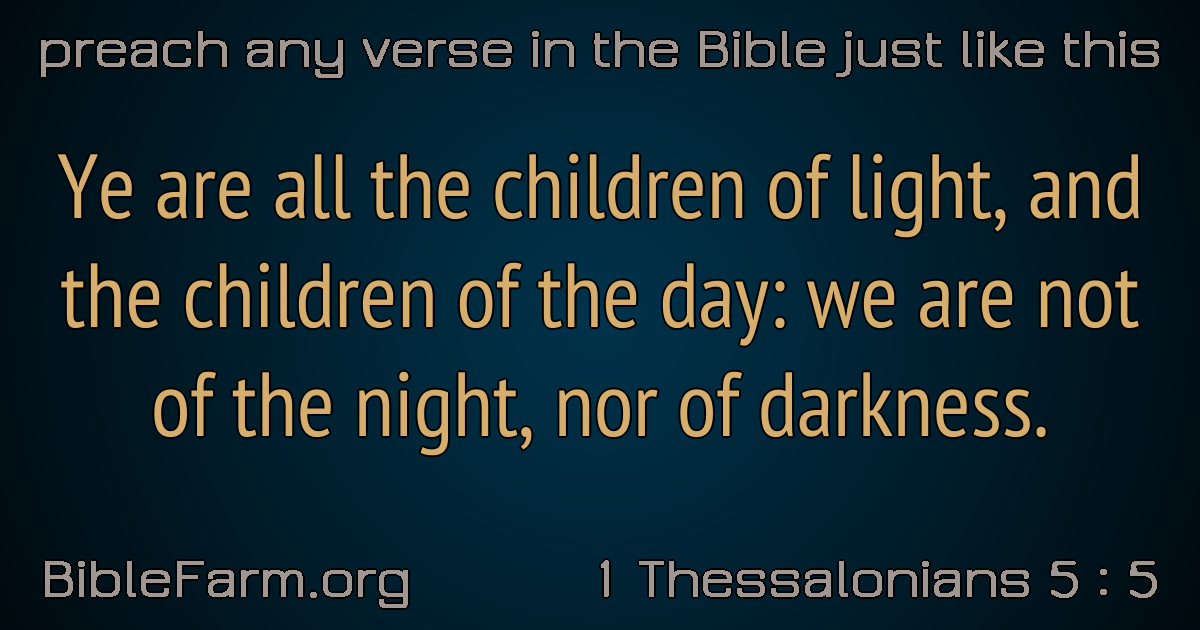 preach any verse in the Bible just like this
Ye are all the children of light, and
the children of the day: we are not
of the night, nor of darkness.
BibleFarm.org
1 Thessalonians 5 : 5